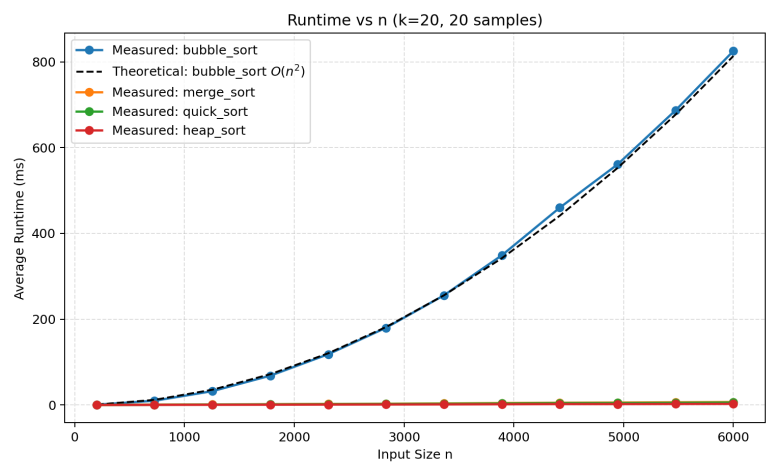 Runtime vs n (k=20, 20 samples)
Measured: bubble_sort
Theoretical: bubble_sort O(n²)
Measured: merge_sort
Measured: quick_sort
Measured: heap_sort
Average Runtime (ms)
800
600
400
200
0
0 1000 2000 3000 4000 5000 6000
Input Size n